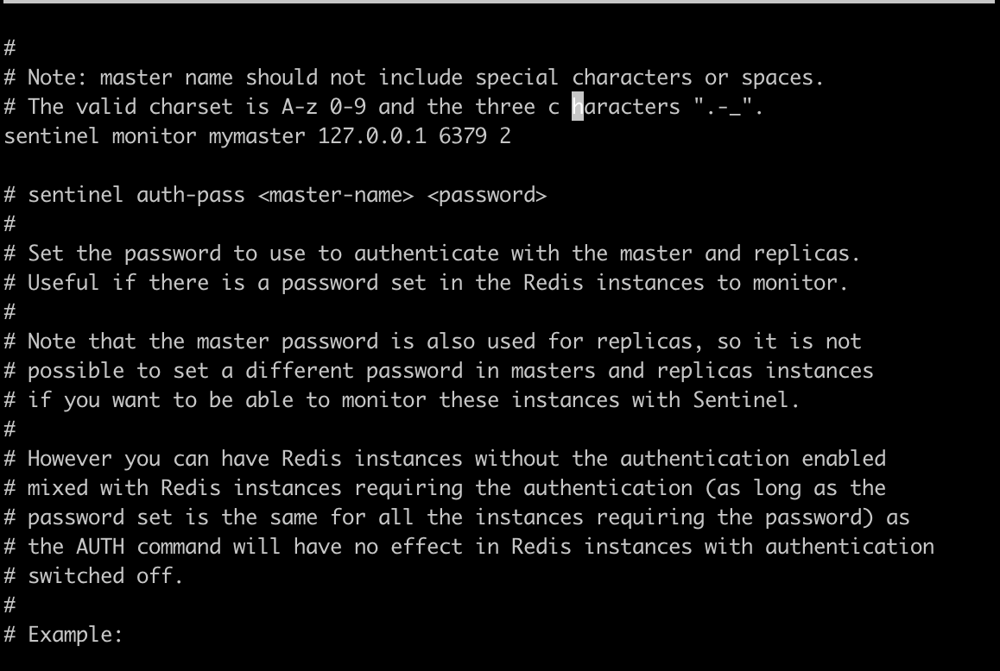 #
# Note: master name should not include special characters or spaces.
# The valid charset is A-z 0-9 and the three c haracters ".-_".
sentinel monitor mymaster 127.0.0.1 6379 2
# sentinel auth-pass <master-name> <password>
#
# Set the password to use to authenticate with the master and replicas.
# Useful if there is a password set in the Redis instances to monitor.
#
# Note that the master password is also used for replicas, so it is not
# possible to set a different password in masters and replicas instances
# if you want to be able to monitor these instances with Sentinel.
#
# However you can have Redis instances without the authentication enabled
# mixed with Redis instances requiring the authentication (as long as the
# password set is the same for all the instances requiring the password) as
# the AUTH command will have no effect in Redis instances with authentication
# switched off.
#
# Example: